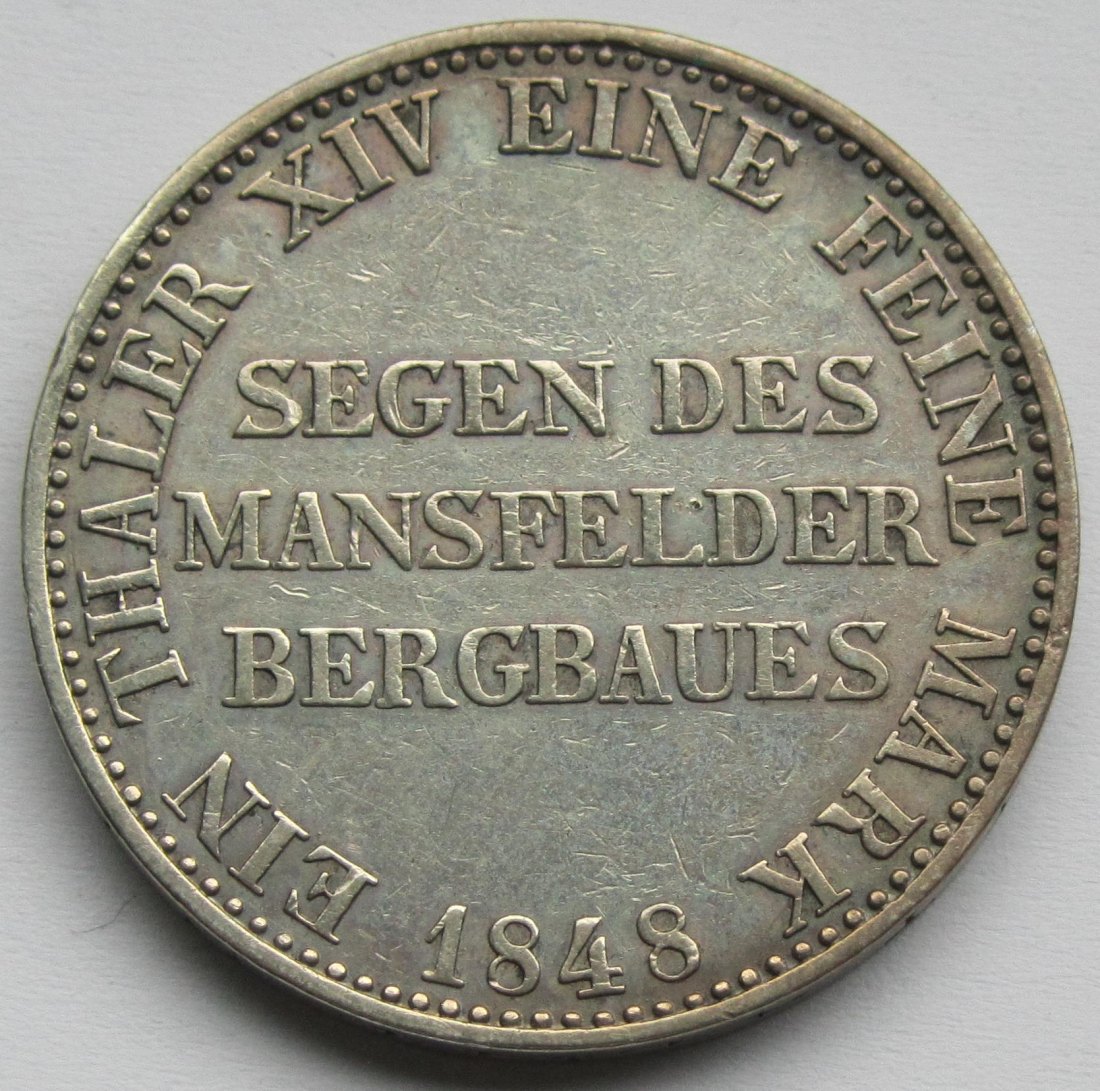 EIN THALER XIV EINE FEINE MARK
SEGEN DES
MANSFELDER
BERGBAUES
1848